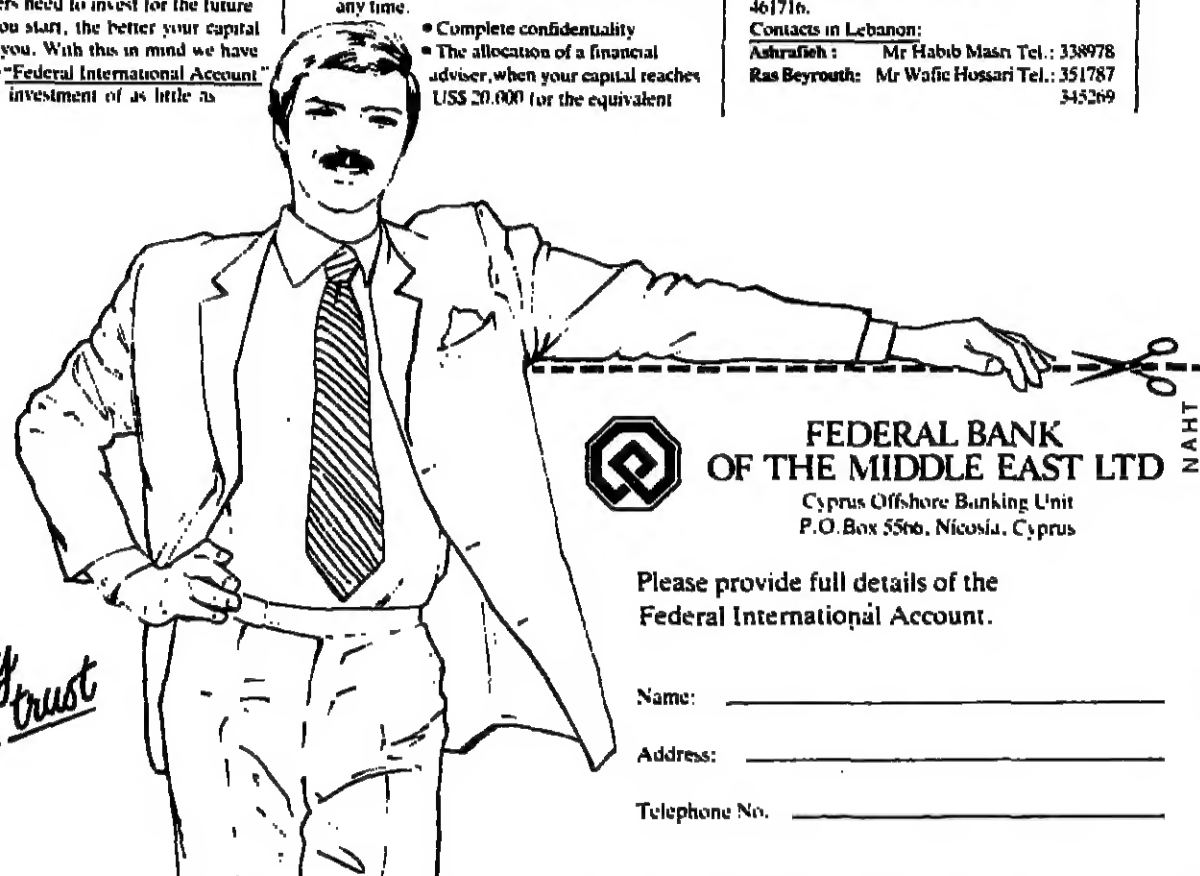 need to invest for the future
ou start, the better your capital
you. With this in mind we have
"Federal International Account"
investment of as little as
any time.
• Complete confidentuality
• The allocation of a financial
adviser, when your capital reaches
US$ 20.000 (or the equivalent
461716.
Contacts in Lebanon:
Ashrafieh : Mr Habib Masri Tel.: 338978
Ras Beyrouth: Mr Wafic Hossari Tel.: 351787
345269
trust
FEDERAL BANK
OF THE MIDDLE EAST LTD
Cyprus Offshore Banking Unit
P.O.Box 5566, Nicosia, Cyprus
NAHT
Please provide full details of the
Federal International Account.
Name:
Address:
Telephone No.